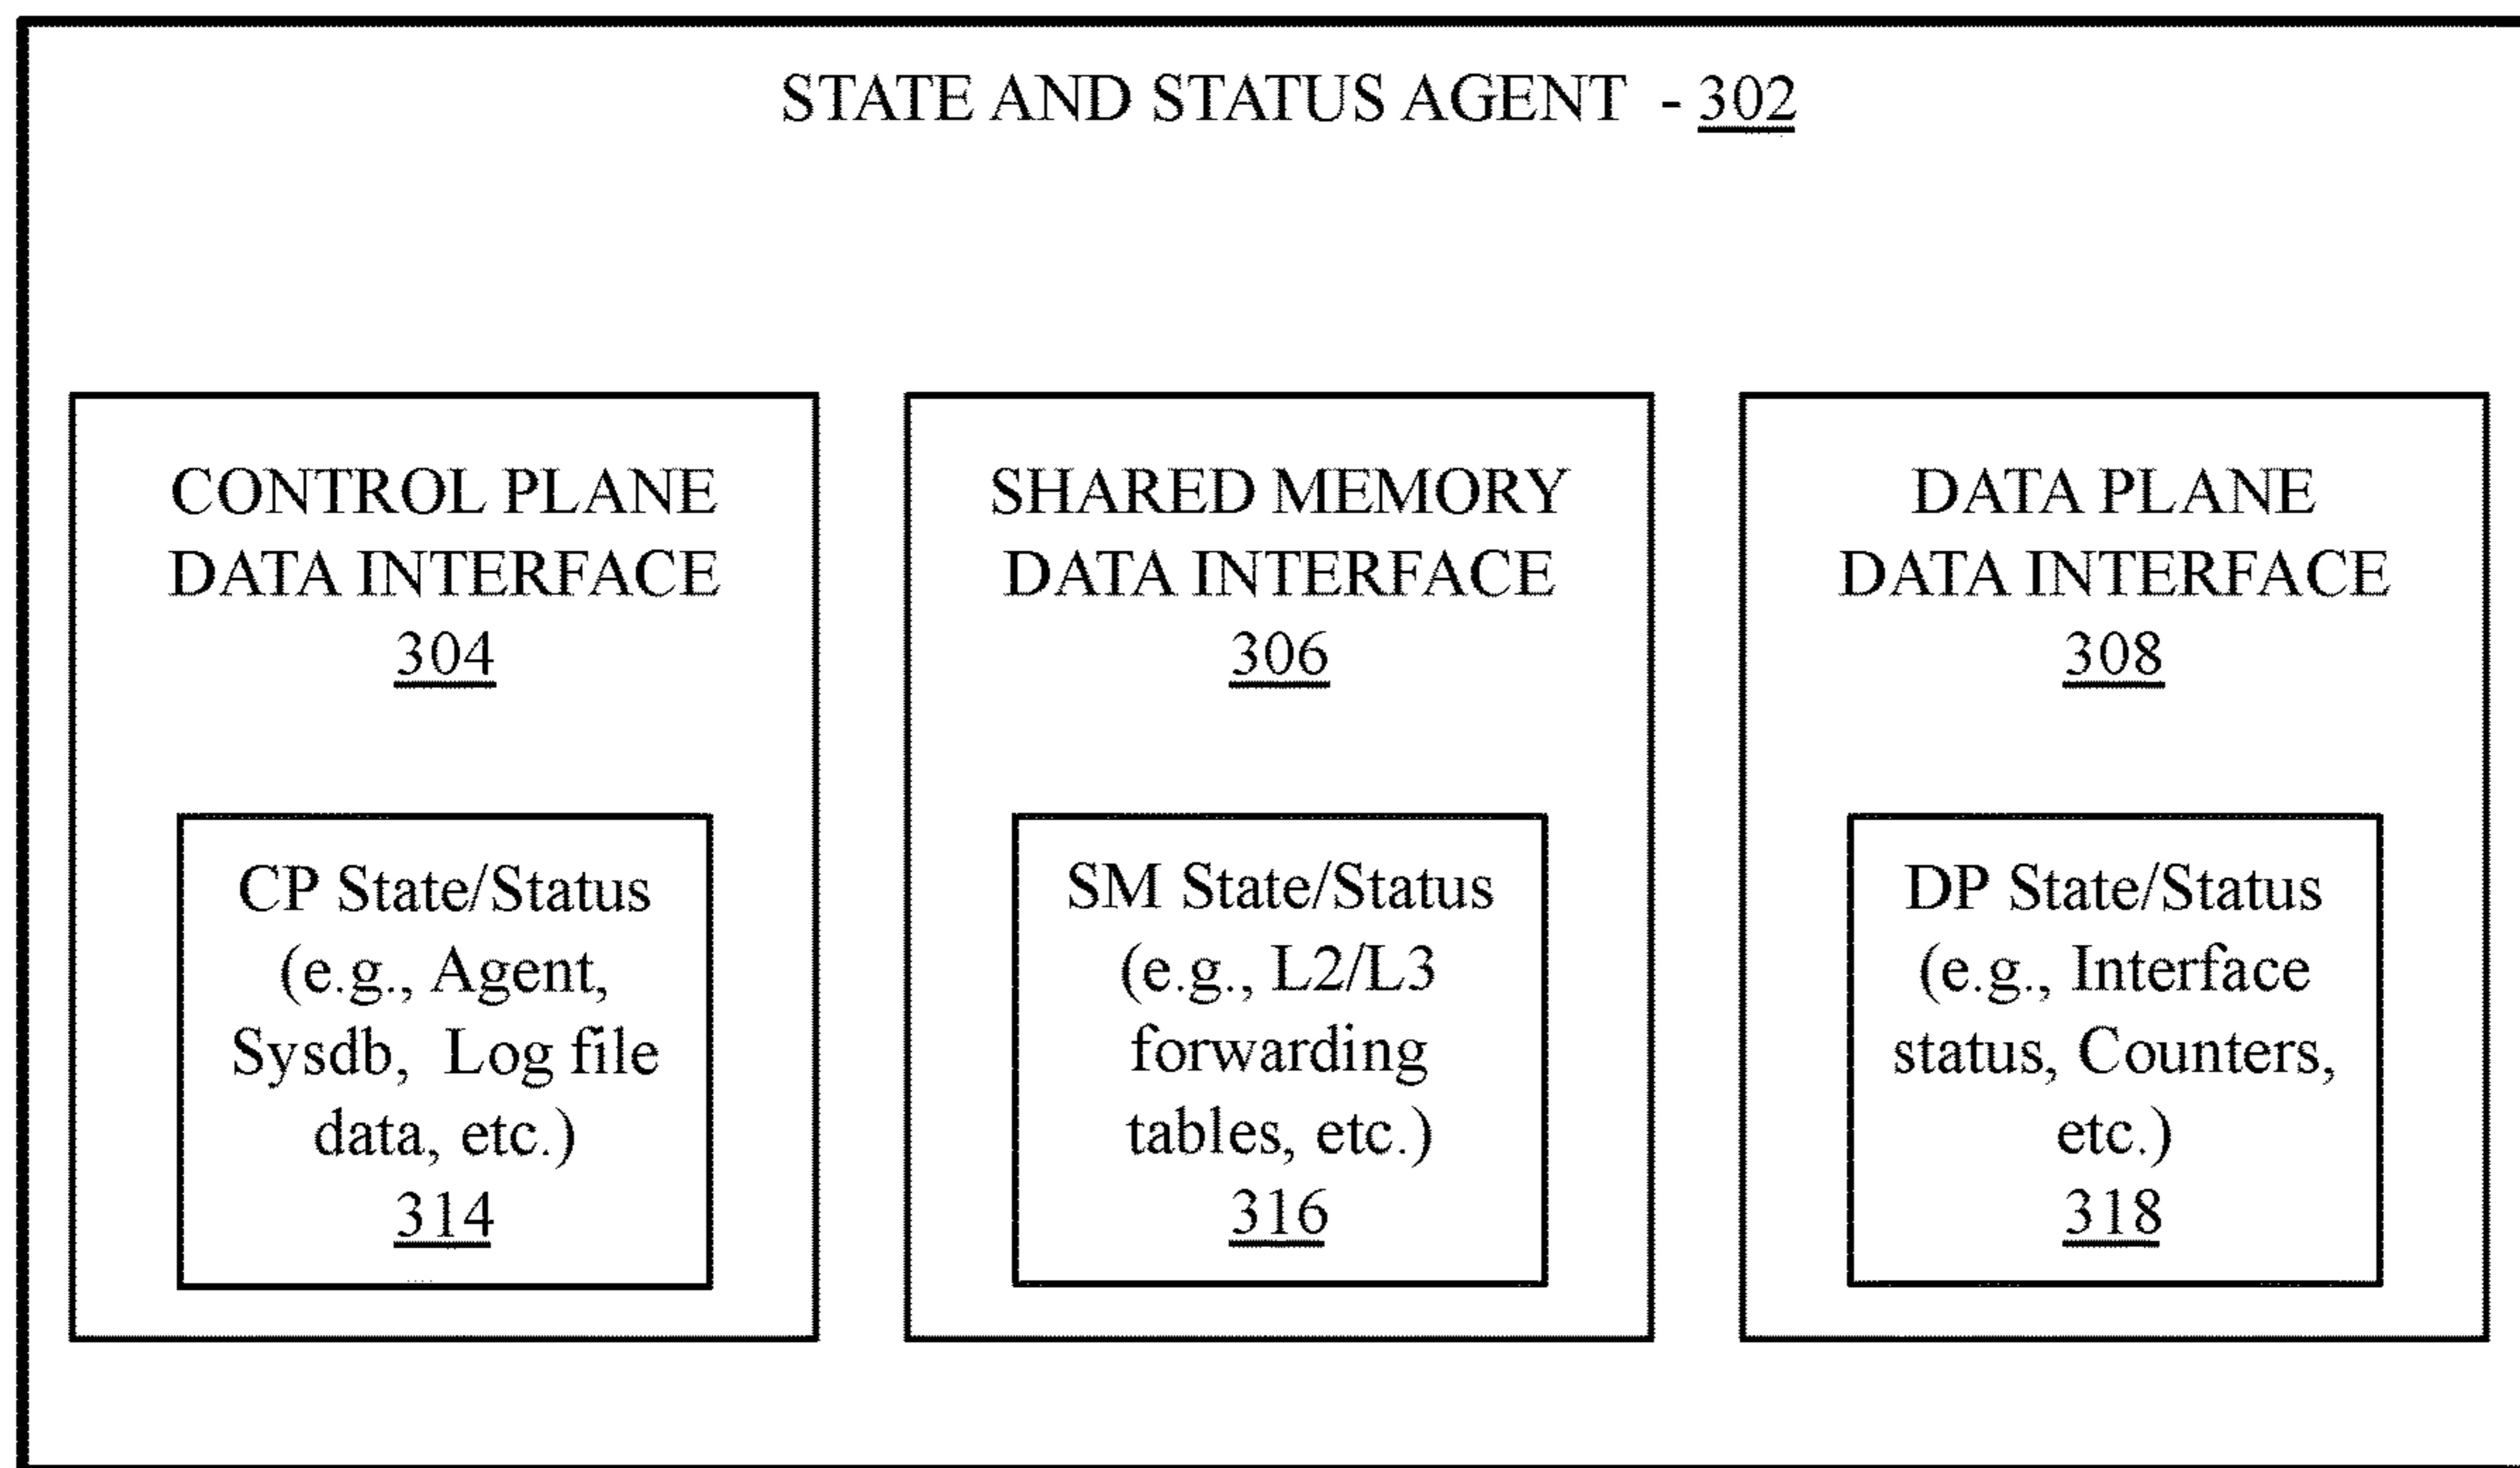 STATE AND STATUS AGENT - 302
CONTROL PLANE
DATA INTERFACE
304
CP State/Status
(e.g., Agent,
Sysdb, Log file
data, etc.)
314
SHARED MEMORY
DATA INTERFACE
306
SM State/Status
(e.g., L2/L3
forwarding
tables, etc.)
316
DATA PLANE
DATA INTERFACE
308
DP State/Status
(e.g., Interface
status, Counters,
etc.)
318